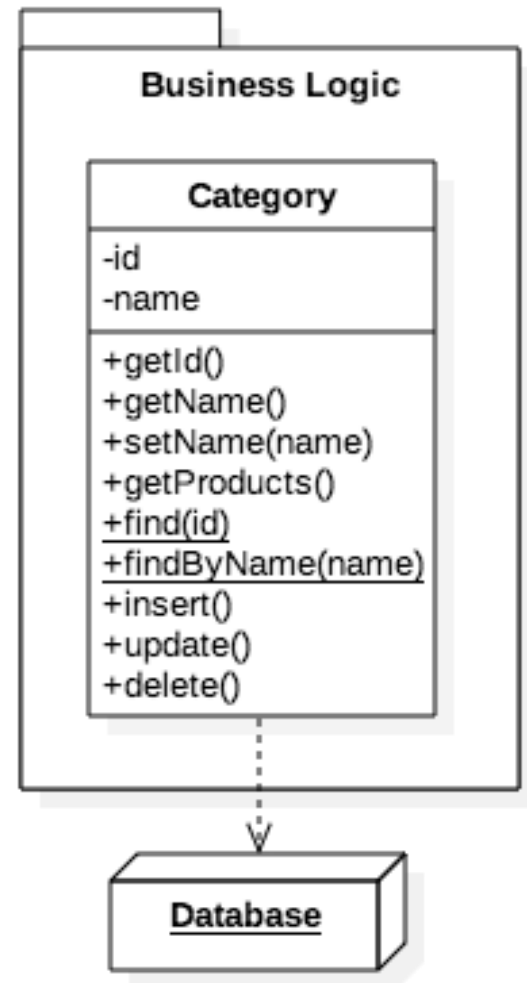 Business Logic
Category
-id
-name
+getId()
+getName()
+setName(name)
+getProducts()
+find(id)
+findByName(name)
+insert()
+update()
+delete()
Database